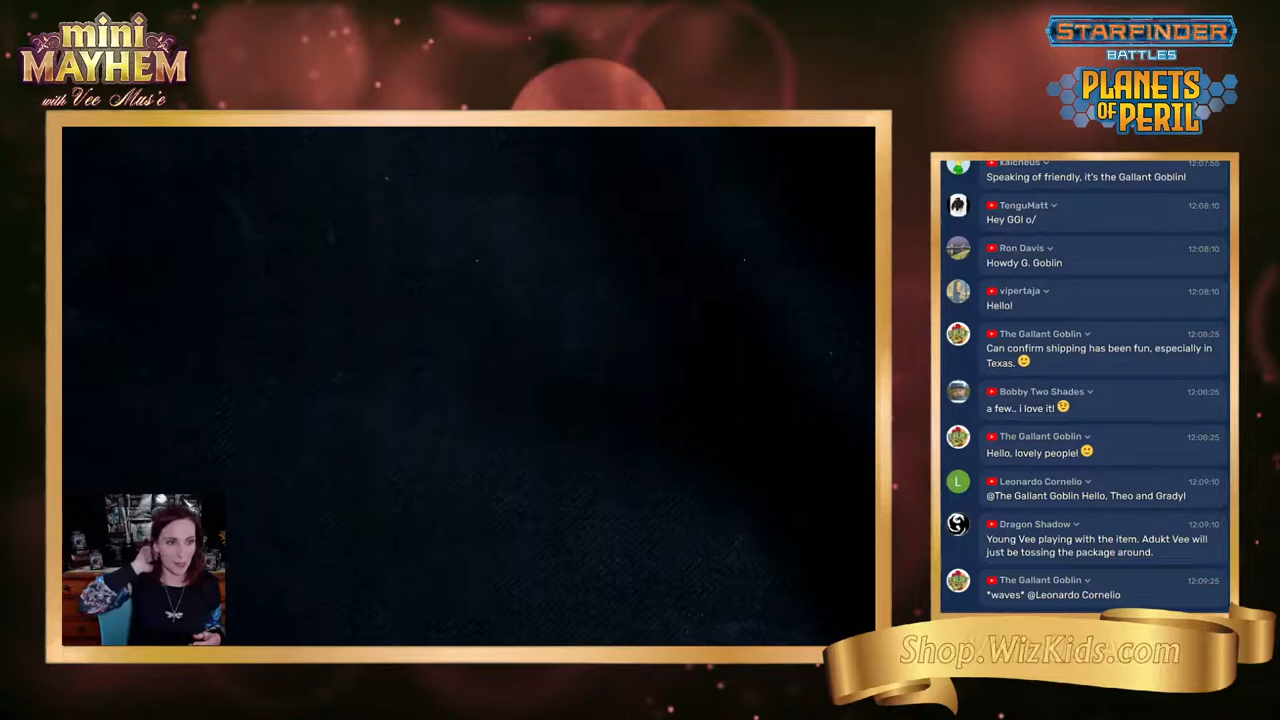 mini
MAYHEM
with Vee Mus'e
STARFINDER
BATTLES
PLANETS
OF PERIL
kaicheus
12:07:55
Speaking of friendly, it's the Gallant Goblin!
TenguMatt
12:08:10
Hey GG! o/
Ron Davis
12:08:10
Howdy G. Goblin
vipertaja
12:08:10
Hello!
The Gallant Goblin
12:08:25
Can confirm shipping has been fun, especially in
Texas.
Bobby Two Shades
12:08:25
a few.. i love it!
The Gallant Goblin
12:08:25
Hello, lovely people!
L
Leonardo Cornelio
12:09:10
@The Gallant Goblin Hello, Theo and Grady!
Dragon Shadow
12:09:10
Young Vee playing with the item. Adukt Vee will
just be tossing the package around.
The Gallant Goblin
12:09:25
*waves* @Leonardo Cornelio
Shop.WizKids.com